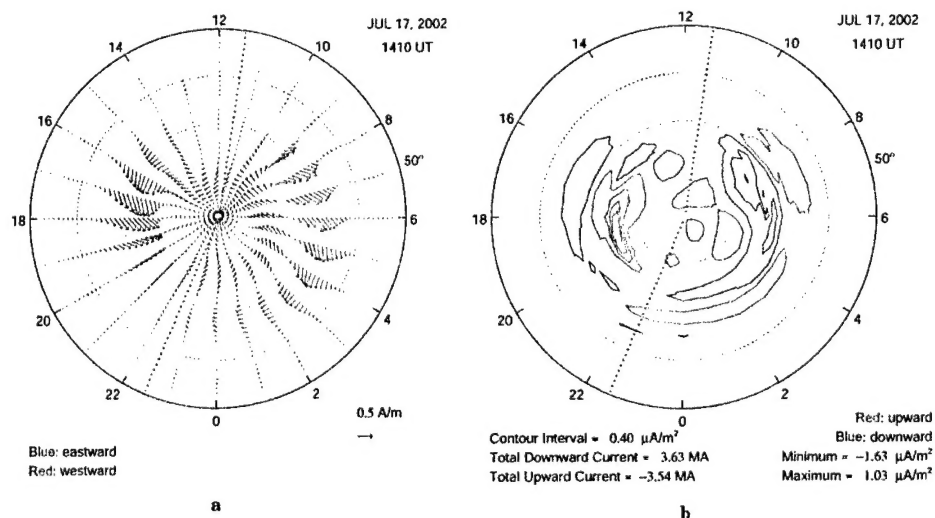 JUL 17, 2002
1410 UT
12
14
10
16
8
50°
18
6
20
4
22
2
0
0.5 A/m
Blue: eastward
Red: westward
a
JUL 17, 2002
1410 UT
12
14
10
16
8
50°
18
6
20
4
22
2
0
Contour Interval = 0.40 μA/m²
Total Downward Current = 3.63 MA
Total Upward Current = −3.54 MA
Red: upward
Blue: downward
Minimum = −1.63 μA/m²
Maximum = 1.03 μA/m²
b